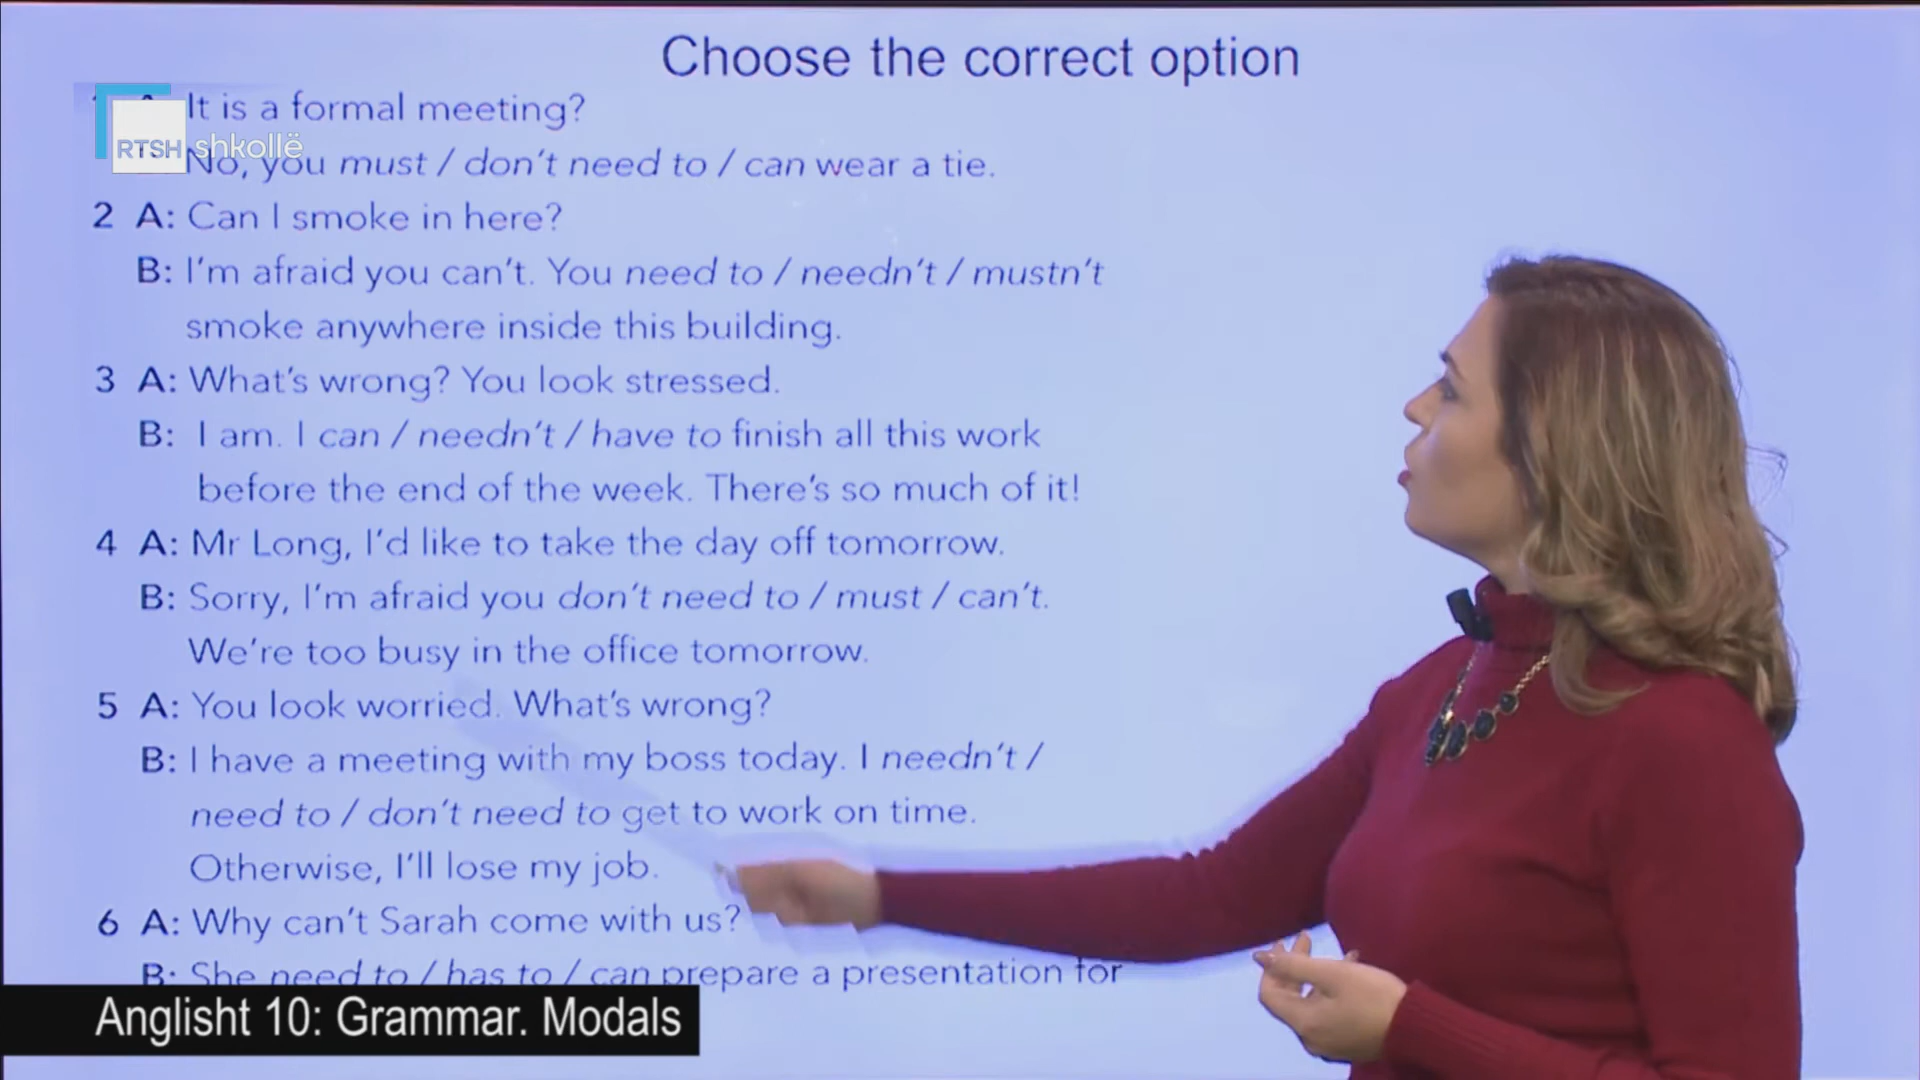 Choose the correct option
It is a formal meeting?
RTSH shkollë
No, you must / don't need to / can wear a tie.
2 A: Can I smoke in here?
B: I'm afraid you can't. You need to / needn't / mustn't
smoke anywhere inside this building.
3 A: What's wrong? You look stressed.
B: I am. I can / needn't / have to finish all this work
before the end of the week. There's so much of it!
4 A: Mr Long, I'd like to take the day off tomorrow.
B: Sorry, I'm afraid you don't need to / must / can't.
We're too busy in the office tomorrow.
5 A: You look worried. What's wrong?
B: I have a meeting with my boss today. I needn't /
need to / don't need to get to work on time.
Otherwise, I'll lose my job.
6 A: Why can't Sarah come with us?
B: She need to / has to / can prepare a presentation for
Anglisht 10: Grammar. Modals